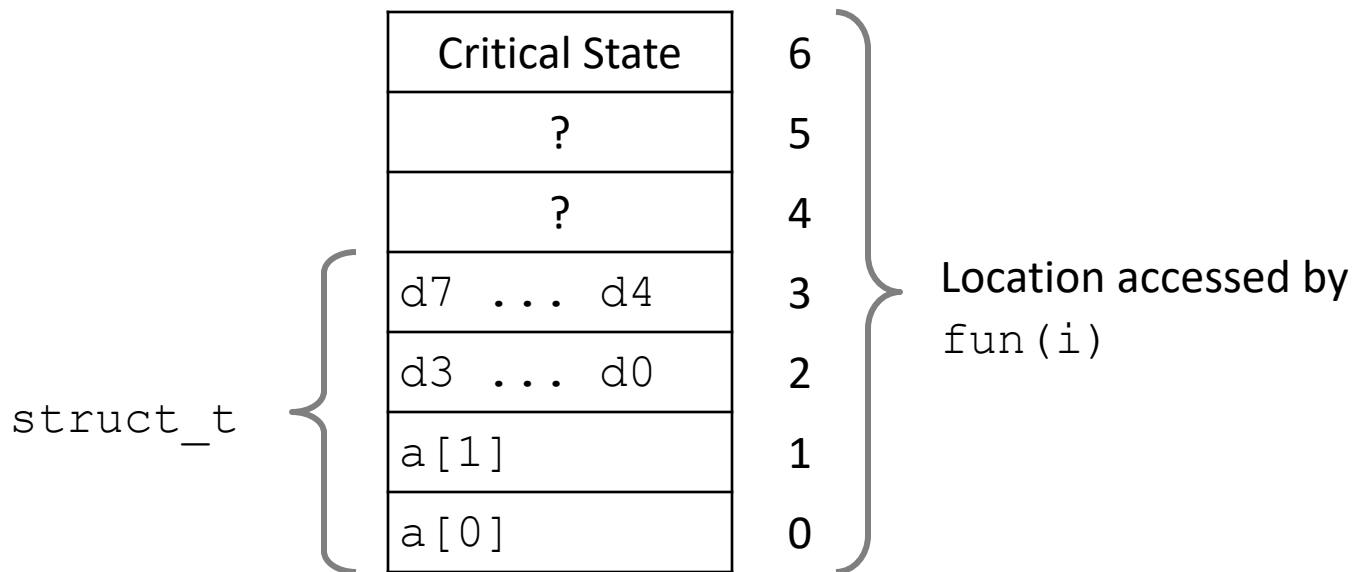 Critical State 6
? 5
? 4
d7 ... d4 3
d3 ... d0 2
a[1] 1
a[0] 0
struct_t
Location accessed by
fun(i)